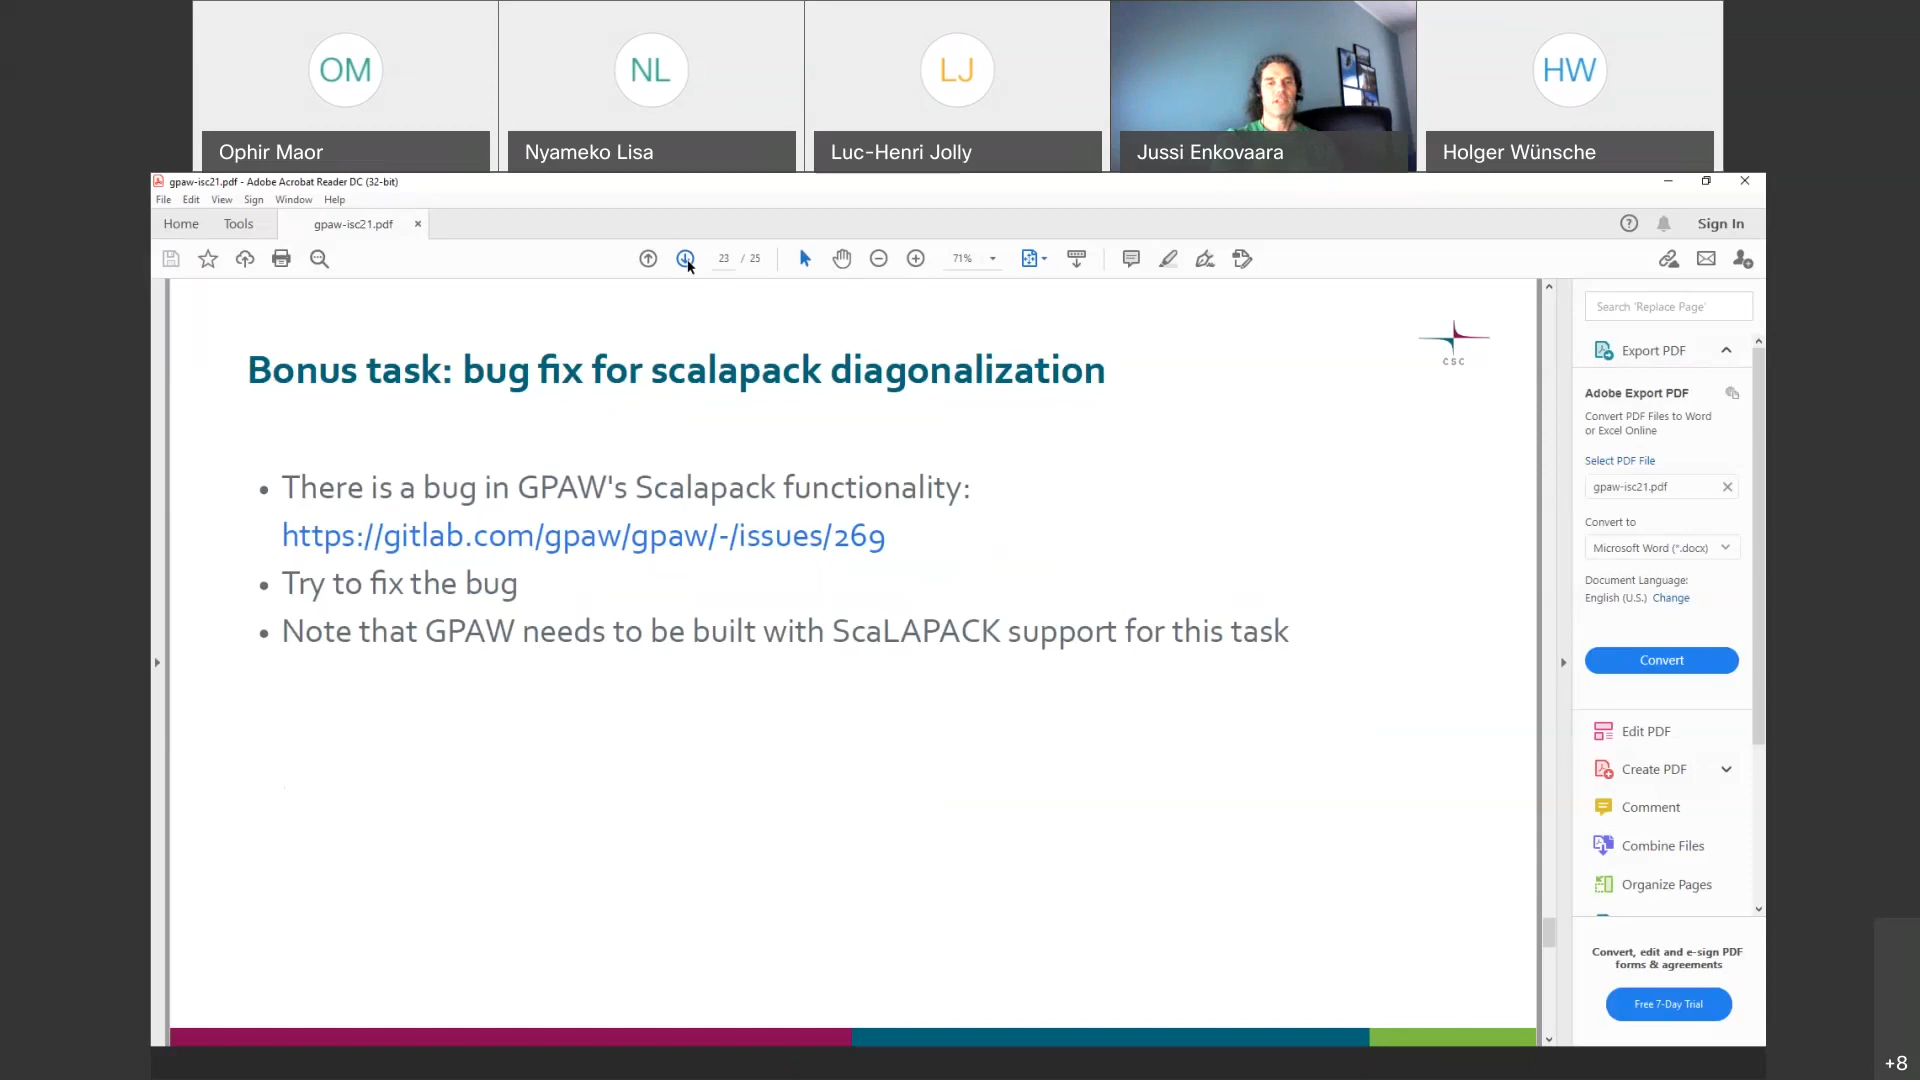 OM
NL
LJ
HW
Ophir Maor
Nyameko Lisa
Luc-Henri Jolly
Jussi Enkovaara
Holger Wünsche
gpaw-isc21.pdf - Adobe Acrobat Reader DC (32-bit)
File Edit View Sign Window Help
Home Tools gpaw-isc21.pdf × Sign In
23 / 25 71%
Search 'Replace Page'
Bonus task: bug fix for scalapack diagonalization
CSC
• There is a bug in GPAW's Scalapack functionality:
https://gitlab.com/gpaw/gpaw/-/issues/269
• Try to fix the bug
• Note that GPAW needs to be built with ScaLAPACK support for this task
Export PDF
Adobe Export PDF
Convert PDF Files to Word
or Excel Online
Select PDF File
gpaw-isc21.pdf
Convert to
Microsoft Word (*.docx)
Document Language:
English (U.S.) Change
Convert
Edit PDF
Create PDF
Comment
Combine Files
Organize Pages
Convert, edit and e-sign PDF
forms & agreements
Free 7-Day Trial
+8